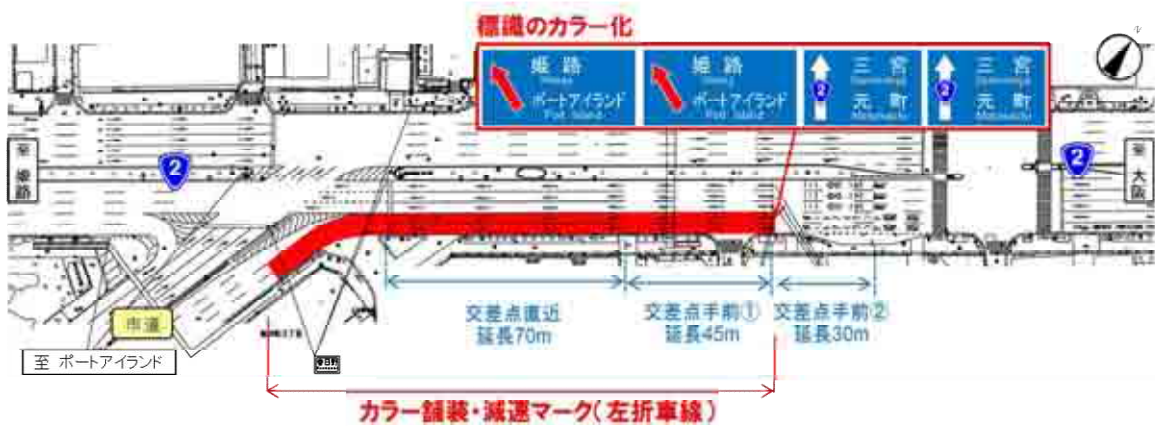 標識のカラー化
姫路
ポートアイランド
Port Island
姫路
ポートアイランド
Port Island
2
三宮
元町
Motomachi
2
三宮
元町
Motomachi
至 姫路
2
2
至 大阪
交差点直近
延長70m
交差点手前①
延長45m
交差点手前②
延長30m
市道
至 ポートアイランド
カラー舗装・減速マーク(左折車線)